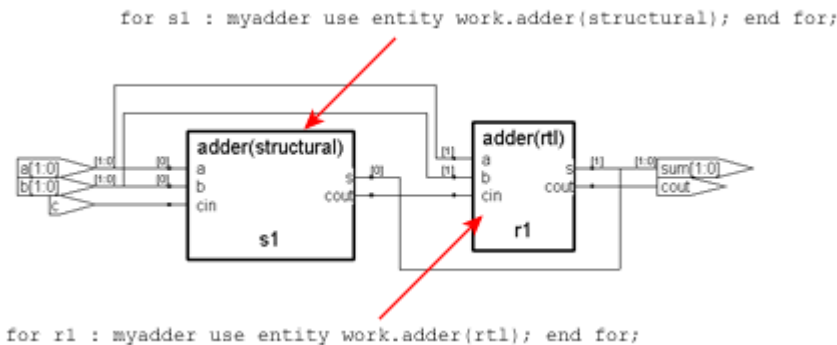 for s1 : myadder use entity work.adder(structural); end for;
adder(structural)
adder(rtl)
a[1:0]
[1:0]
[0]
a
b[1:0]
[1:0]
[0]
b
c
cin
s
[0]
cout
s1
[1]
a
[1]
b
cin
s
[1]
[1:0]
sum[1:0]
cout
cout
r1
for r1 : myadder use entity work.adder(rtl); end for;